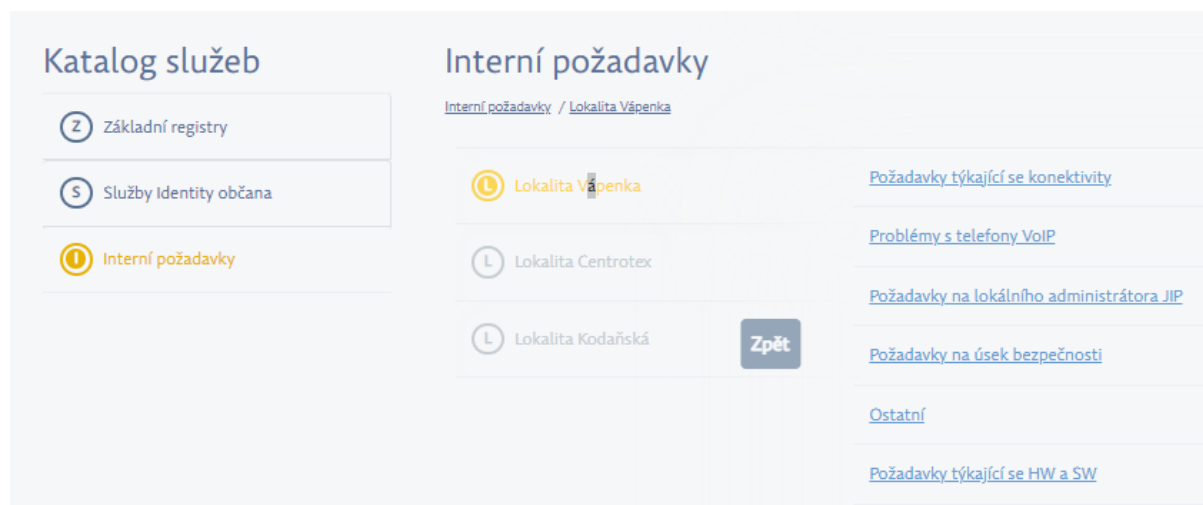 Katalog služeb
Z Základní registry
S Služby Identity občana
I Interní požadavky
Interní požadavky
Interní požadavky / Lokalita Vápenka
L Lokalita Vápenka
L Lokalita Centrotex
L Lokalita Kodaňská
Zpět
Požadavky týkající se konektivity
Problémy s telefony VoIP
Požadavky na lokálního administrátora JIP
Požadavky na úsek bezpečnosti
Ostatní
Požadavky týkající se HW a SW